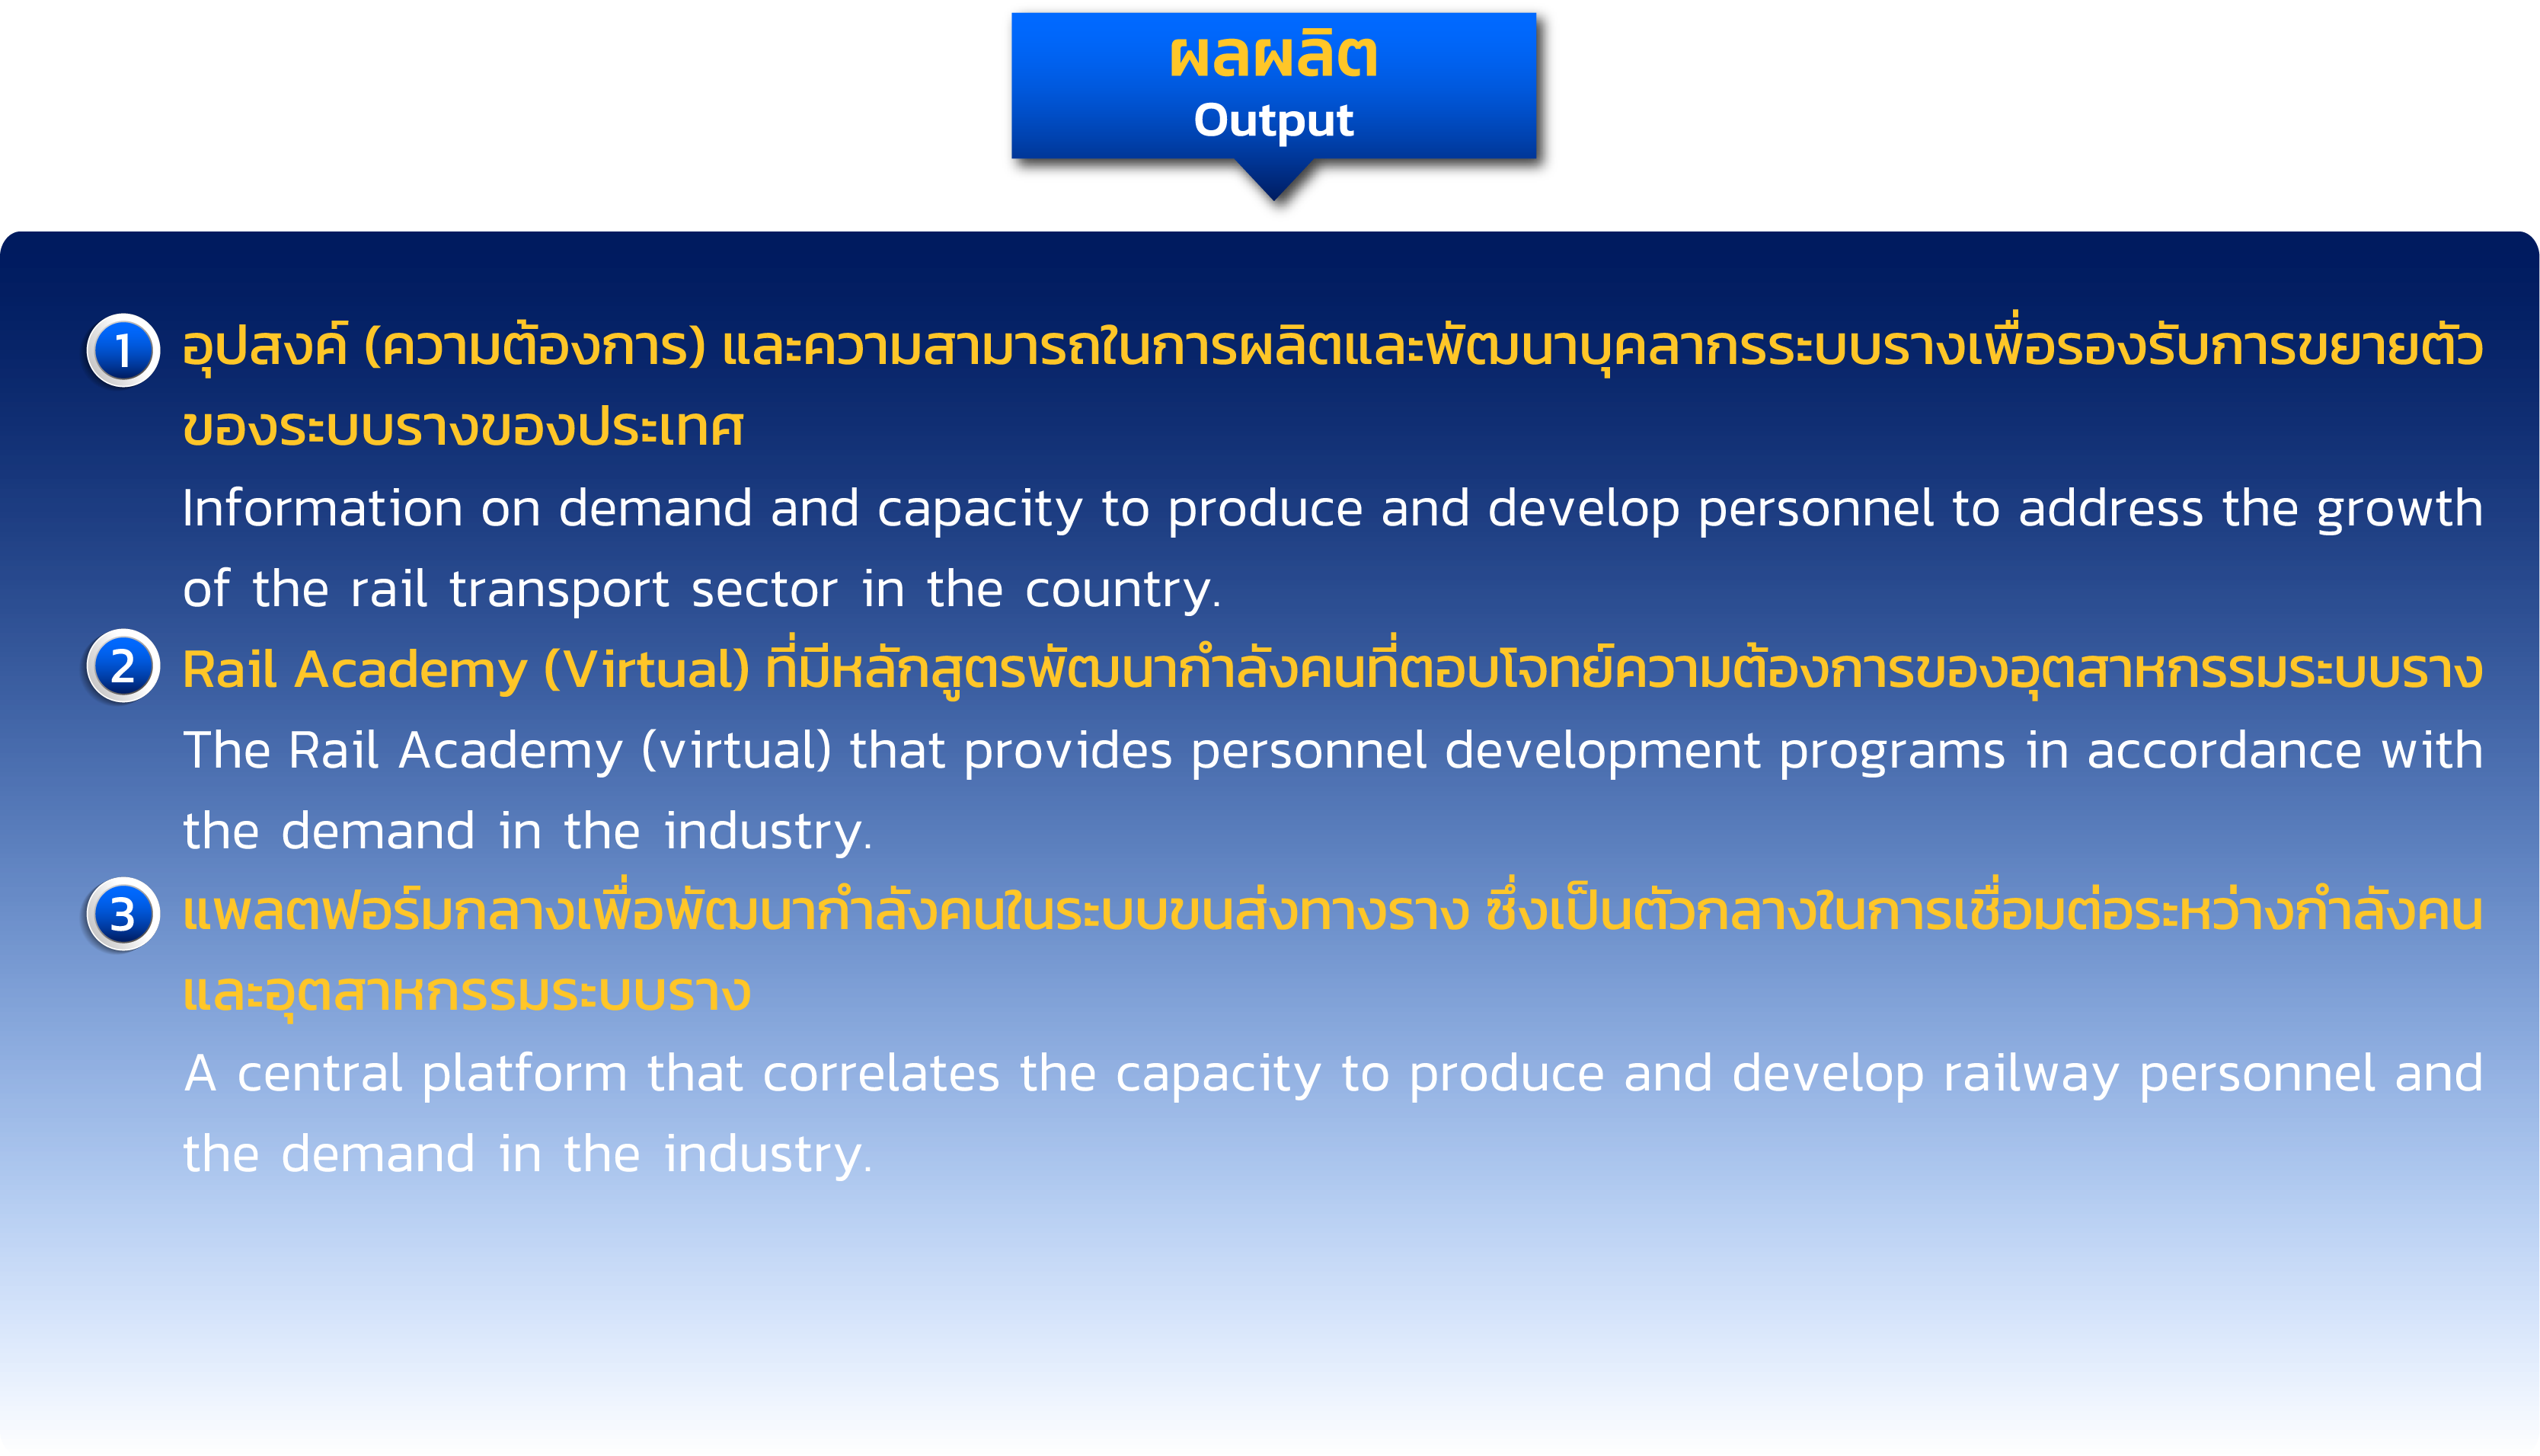 ผลผลิต
Output
1 อุปสงค์ (ความต้องการ) และความสามารถในการผลิตและพัฒนาบุคลากรระบบรางเพื่อรองรับการขยายตัว
ของระบบรางของประเทศ
Information on demand and capacity to produce and develop personnel to address the growth
of the rail transport sector in the country.
2 Rail Academy (Virtual) ที่มีหลักสูตรพัฒนากำลังคนที่ตอบโจทย์ความต้องการของอุตสาหกรรมระบบราง
The Rail Academy (virtual) that provides personnel development programs in accordance with
the demand in the industry.
3 แพลตฟอร์มกลางเพื่อพัฒนากำลังคนในระบบขนส่งทางราง ซึ่งเป็นตัวกลางในการเชื่อมต่อระหว่างกำลังคน
และอุตสาหกรรมระบบราง
A central platform that correlates the capacity to produce and develop railway personnel and
the demand in the industry.